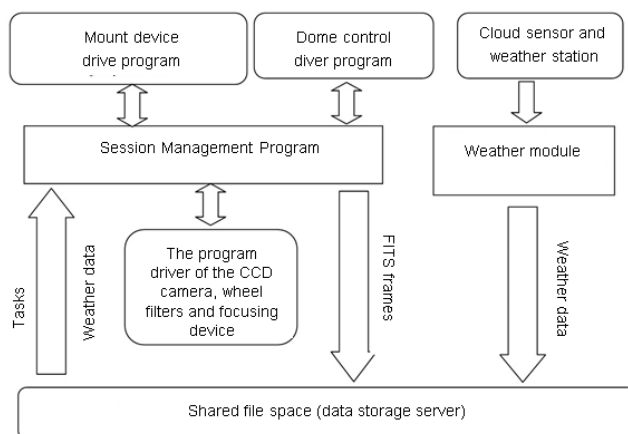 Mount device
drive program
Dome control
diver program
Cloud sensor and
weather station
Session Management Program
Weather module
The program
driver of the CCD
camera, wheel
filters and focusing
device
Tasks
Weather data
FITS frames
Weather data
Shared file space (data storage server)